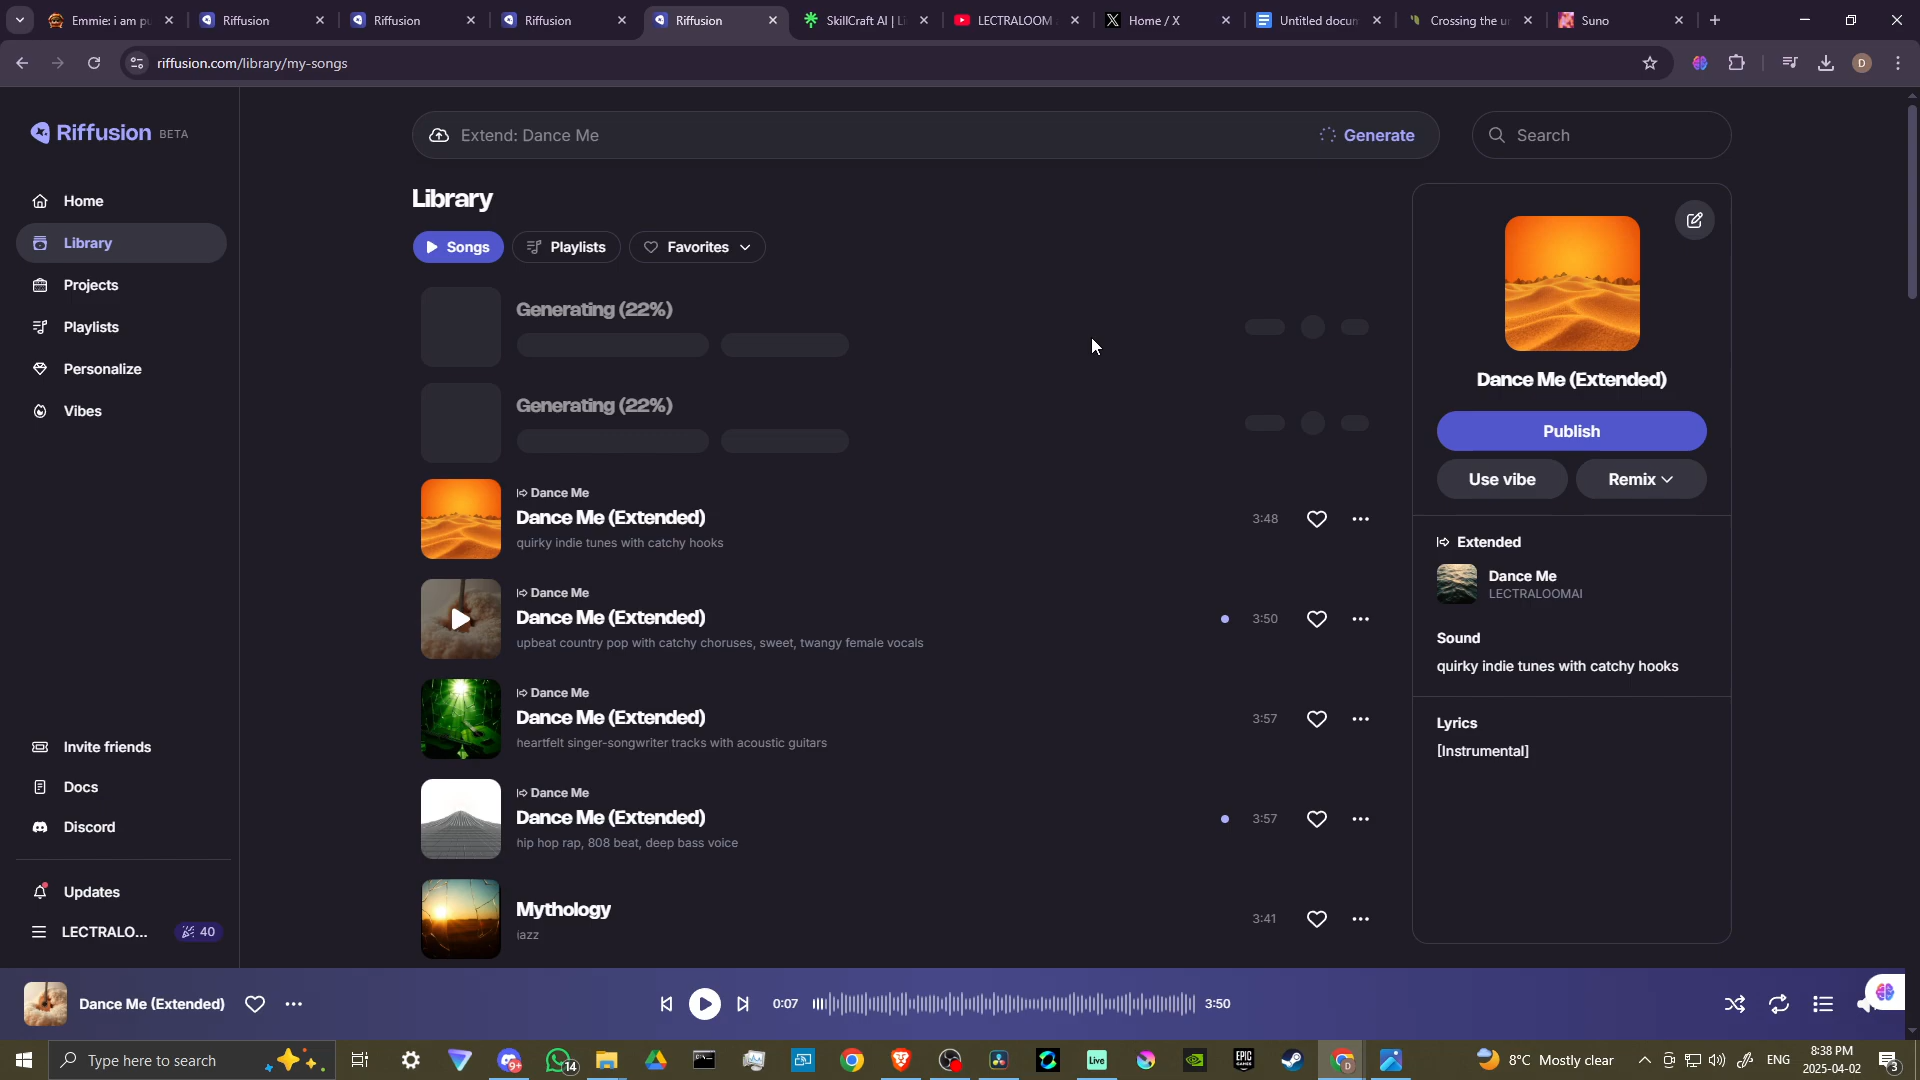 Emmie: i am pu
Riffusion
Riffusion
Riffusion
Riffusion
SkillCraft AI | Li
LECTRALOOM
Home / X
Untitled docum
Crossing the u
Suno
riffusion.com/library/my-songs
D
Riffusion BETA
Extend: Dance Me
Generate
Search
Home
Library
Projects
Playlists
Personalize
Vibes
Library
Songs
Playlists
Favorites
Generating (22%)
Generating (22%)
Dance Me
Dance Me (Extended)
quirky indie tunes with catchy hooks
3:48
Dance Me
Dance Me (Extended)
upbeat country pop with catchy choruses, sweet, twangy female vocals
3:50
Dance Me
Dance Me (Extended)
heartfelt singer-songwriter tracks with acoustic guitars
3:57
Dance Me
Dance Me (Extended)
hip hop rap, 808 beat, deep bass voice
3:57
Mythology
jazz
3:41
Dance Me (Extended)
Publish
Use vibe
Remix
Extended
Dance Me
LECTRALOOMAI
Sound
quirky indie tunes with catchy hooks
Lyrics
[Instrumental]
Invite friends
Docs
Discord
Updates
LECTRALO...
40
Dance Me (Extended)
0:07
3:50
Type here to search
9+
14
Live
EPIC GAMES
D
8°C Mostly clear
ENG
8:38 PM
2025-04-02
3